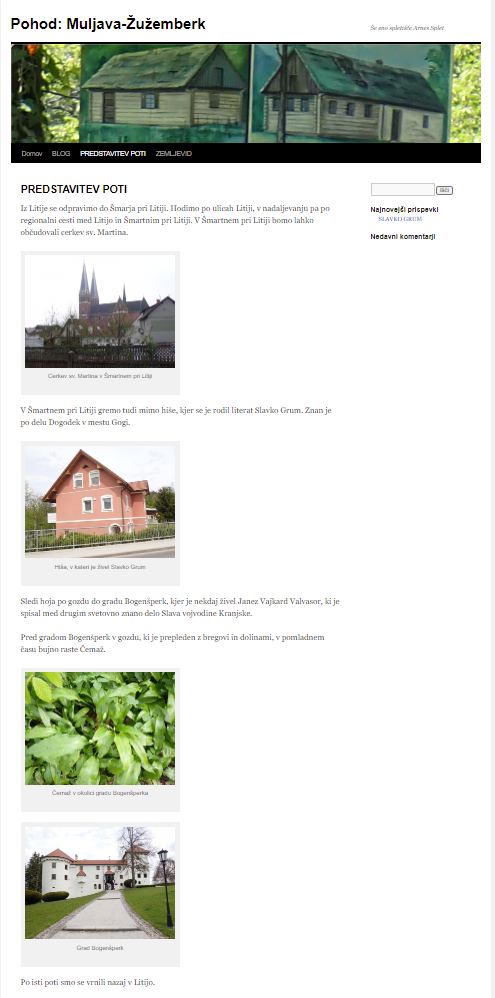 Pohod: Muljava-Žužemberk
Še eno spletišče Arnes Splet
Domov BLOG PREDSTAVITEV POTI ZEMLJEVID
PREDSTAVITEV POTI
Iz Litije se odpravimo do Šmarja pri Litiji. Hodimo po ulicah Litiji, v nadaljevanju pa po
regionalni cesti med Litijo in Šmartnim pri Litiji. V Šmartnem pri Litiji bomo lahko
občudovali cerkev sv. Martina.
Cerkev sv. Martina v Šmartnem pri Litiji
V Šmartnem pri Litiji gremo tudi mimo hiše, kjer se je rodil literat Slavko Grum. Znan je
po delu Dogodek v mestu Gogi.
Hiša, v kateri je živel Slavko Grum
Sledi hoja po gozdu do gradu Bogenšperk, kjer je nekdaj živel Janez Vajkard Valvasor, ki je
spisal med drugim svetovno znano delo Slava vojvodine Kranjske.
Pred gradom Bogenšperk v gozdu, ki je prepleden z bregovi in dolinami, v pomladnem
času bujno raste Čemaž.
Čemaž v okolici gradu Bogenšperka
Grad Bogenšperk
Po isti poti smo se vrnili nazaj v Litijo.
Išči
Najnovejši prispevki
SLAVKO GRUM
Nedavni komentarji